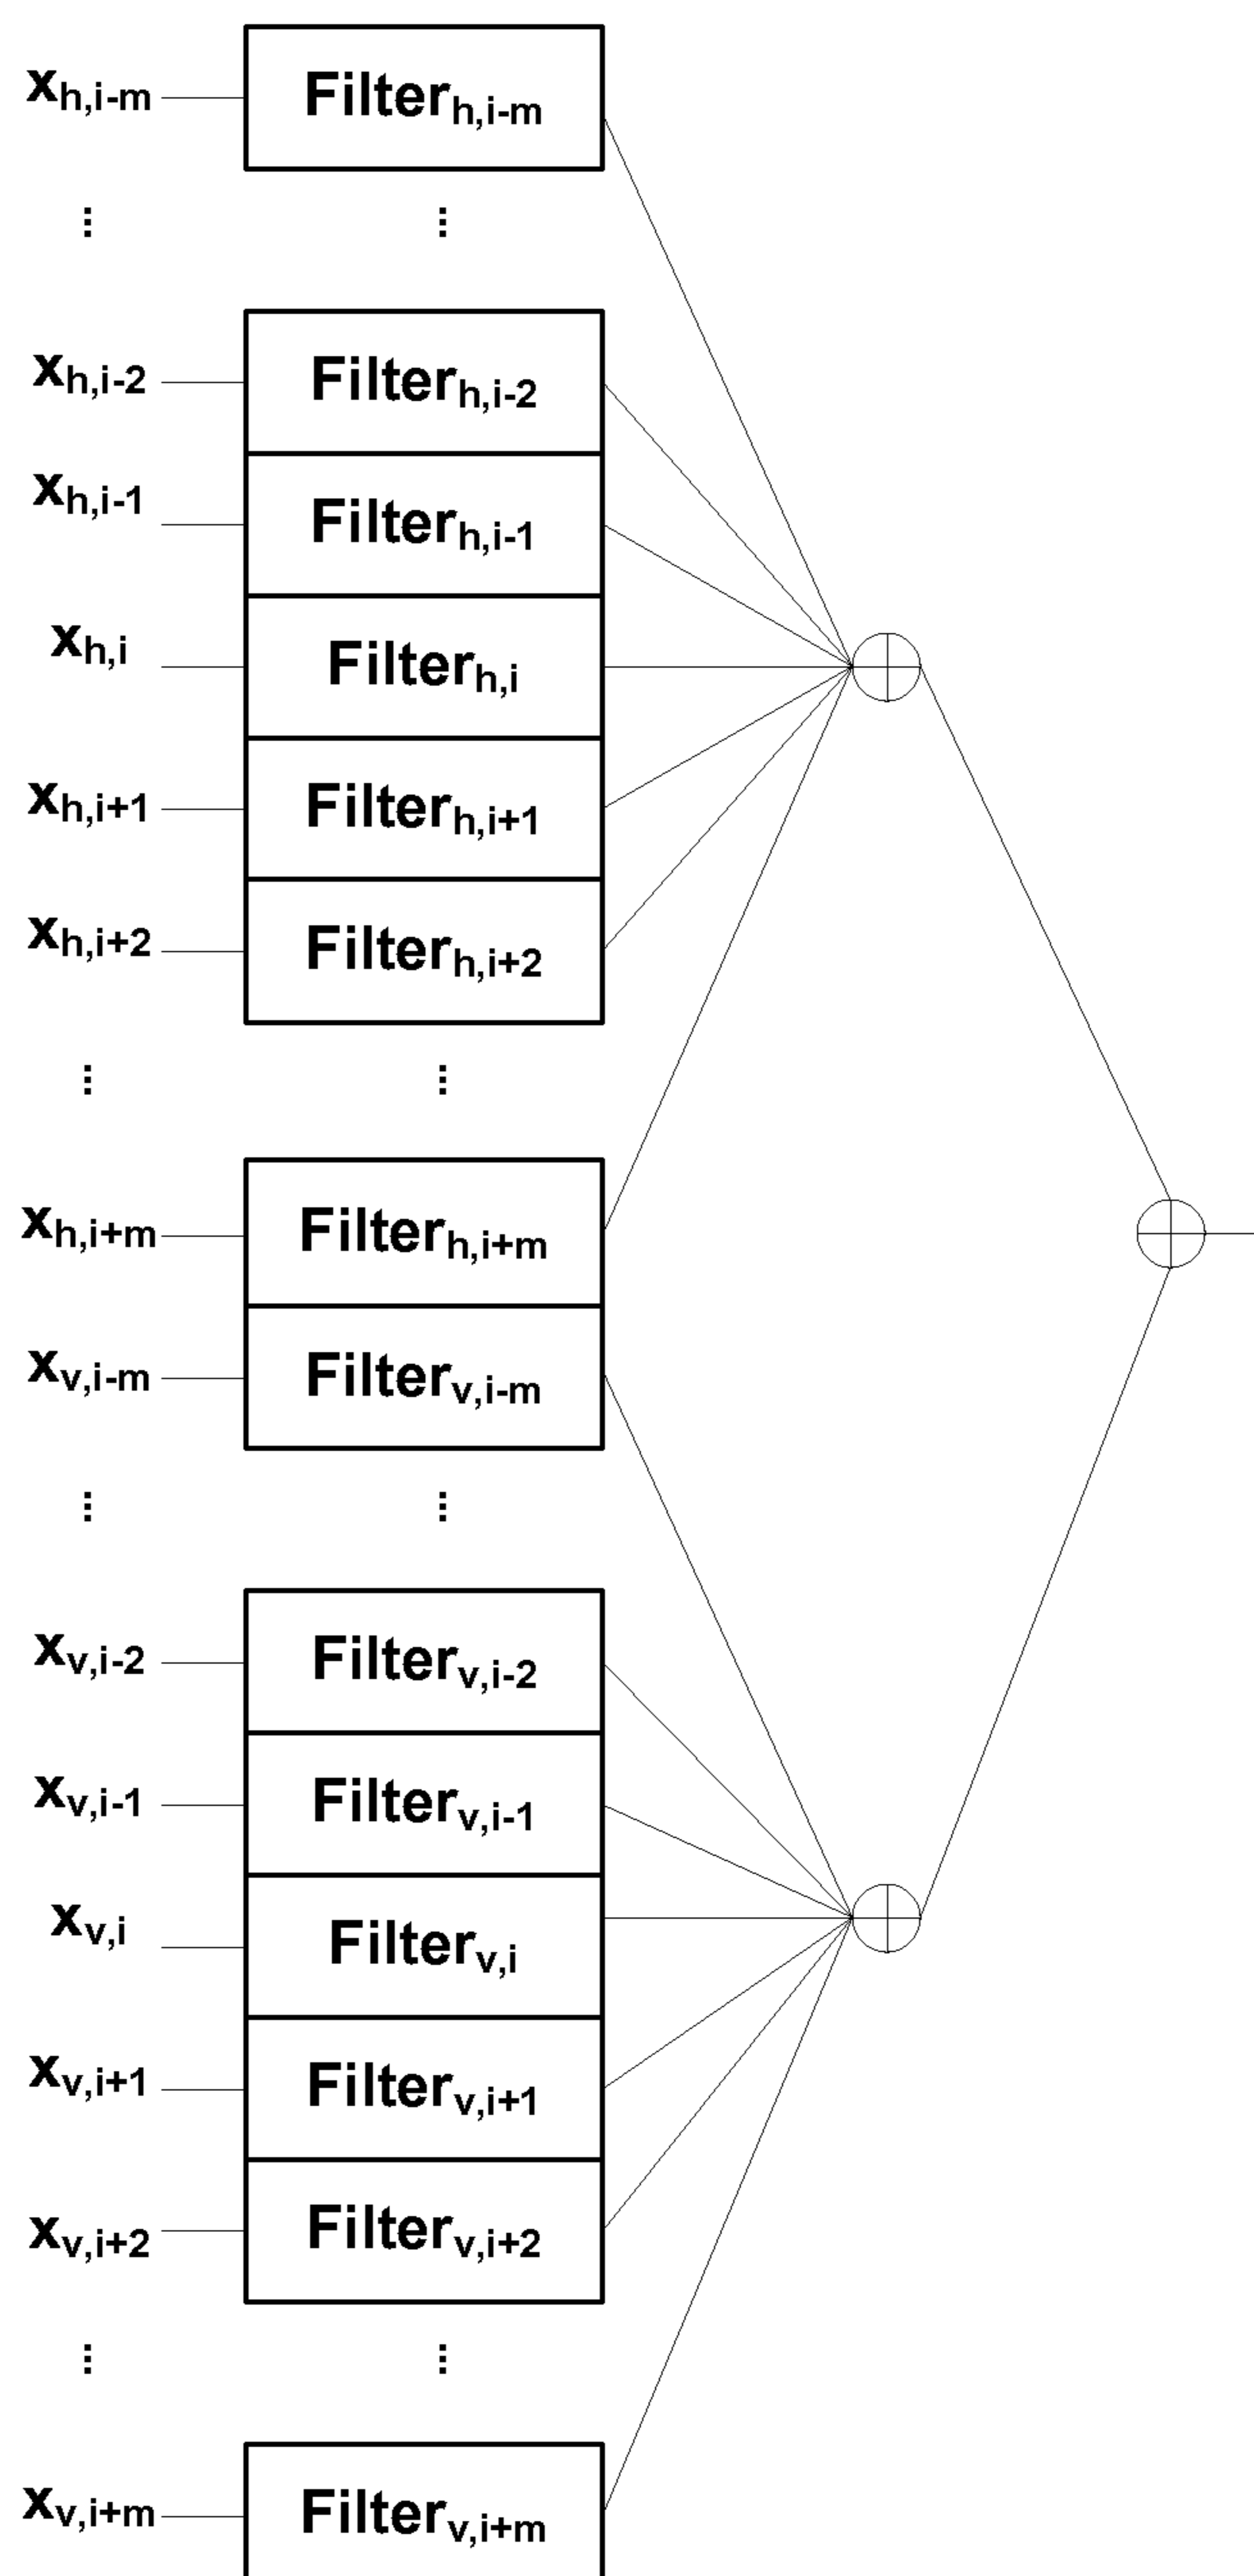 x_h,i-m Filter_h,i-m
⋮ ⋮
x_h,i-2 Filter_h,i-2
x_h,i-1 Filter_h,i-1
x_h,i Filter_h,i
x_h,i+1 Filter_h,i+1
x_h,i+2 Filter_h,i+2
⋮ ⋮
x_h,i+m Filter_h,i+m
x_v,i-m Filter_v,i-m
⋮ ⋮
x_v,i-2 Filter_v,i-2
x_v,i-1 Filter_v,i-1
x_v,i Filter_v,i
x_v,i+1 Filter_v,i+1
x_v,i+2 Filter_v,i+2
⋮ ⋮
x_v,i+m Filter_v,i+m